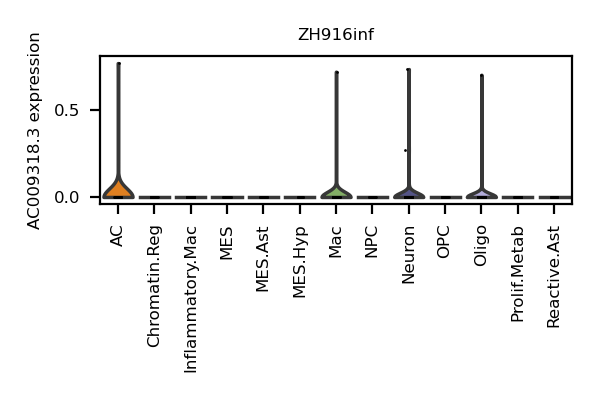 ZH916inf
AC009318.3 expression
0.5
0.0
AC
Chromatin.Reg
Inflammatory.Mac
MES
MES.Ast
MES.Hyp
Mac
NPC
Neuron
OPC
Oligo
Prolif.Metab
Reactive.Ast